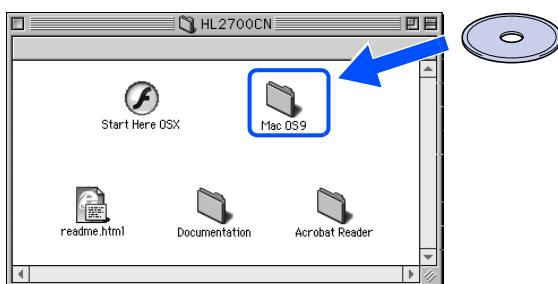 HL2700CN
Start Here OSX
Mac OS9
readme.html
Documentation
Acrobat Reader